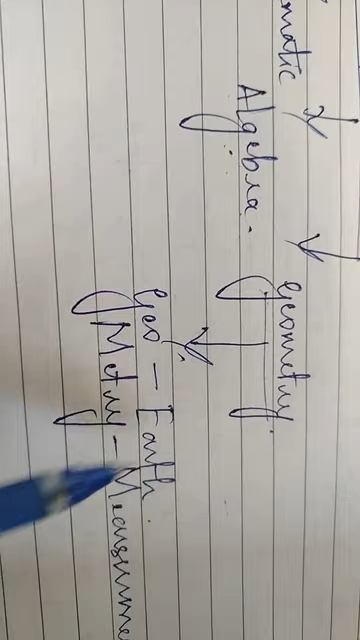 matic
Algebra.
Geometry.
Geo - Earth.
Metry - Measureme